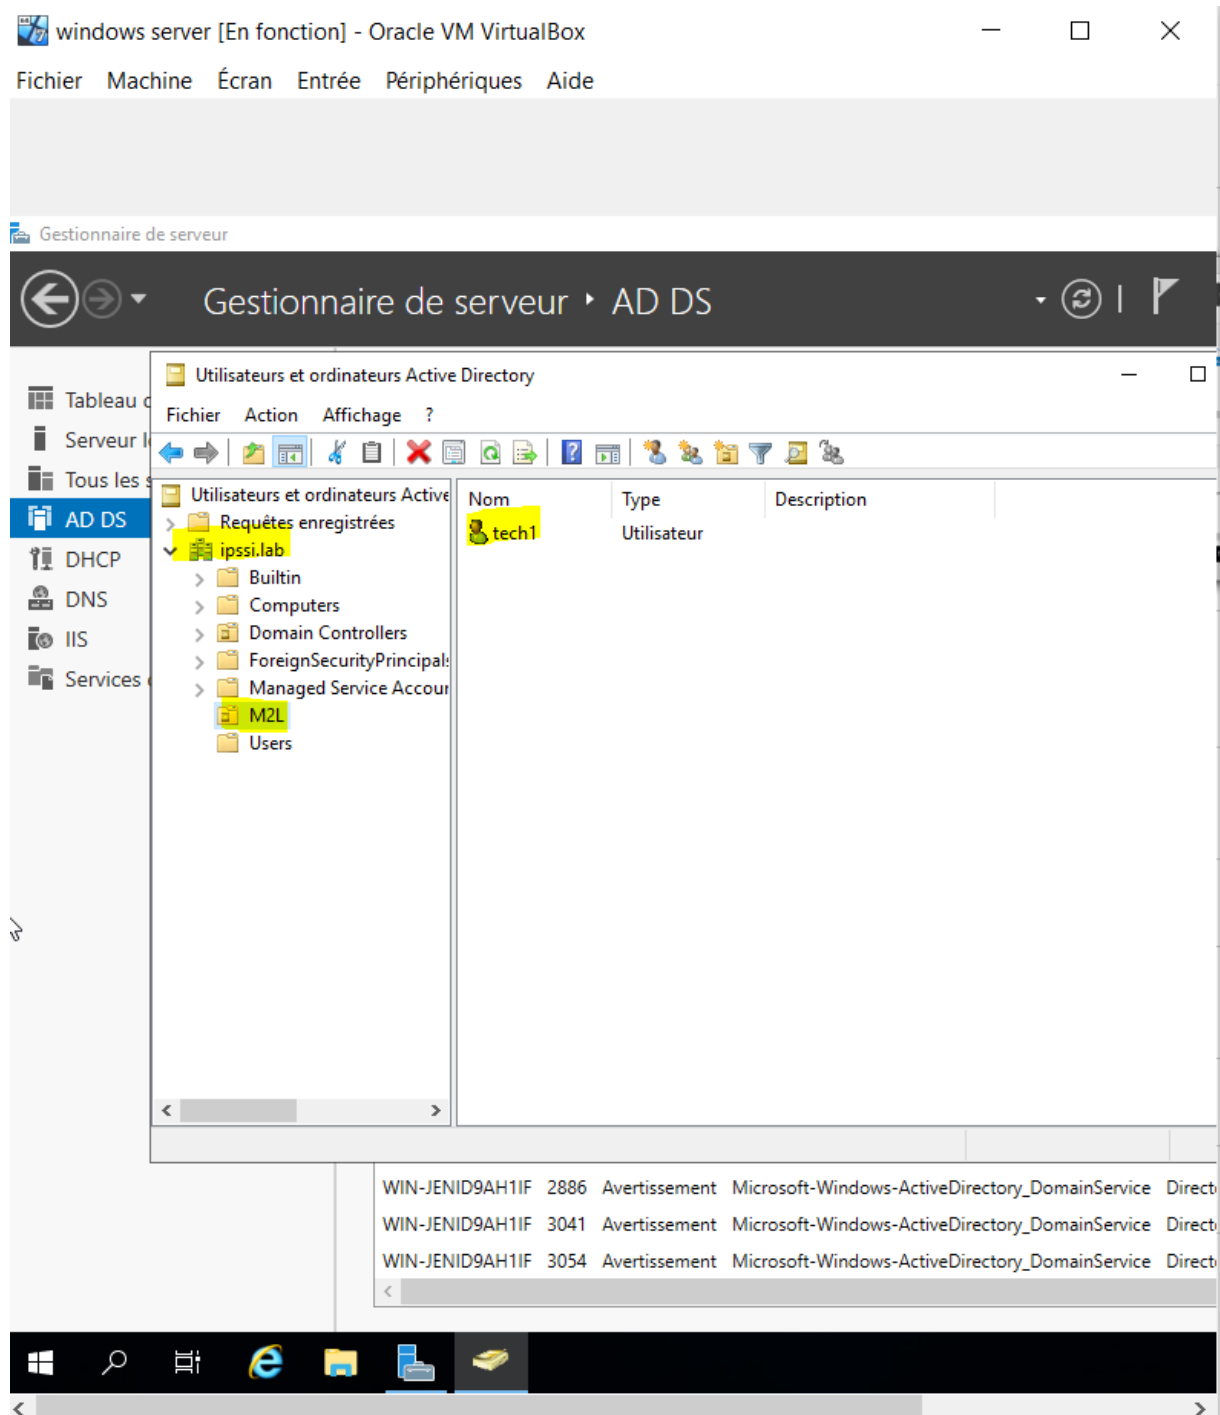 windows server [En fonction] - Oracle VM VirtualBox
Fichier Machine Écran Entrée Périphériques Aide
Gestionnaire de serveur
Gestionnaire de serveur ‣ AD DS
Utilisateurs et ordinateurs Active Directory
Fichier Action Affichage ?
Tableau
Serveur
Tous les
AD DS
DHCP
DNS
IIS
Services
Utilisateurs et ordinateurs Active
Requêtes enregistrées
ipssi.lab
Builtin
Computers
Domain Controllers
ForeignSecurityPrincipals
Managed Service Accour
M2L
Users
Nom Type Description
tech1 Utilisateur
WIN-JENID9AH1IF 2886 Avertissement Microsoft-Windows-ActiveDirectory_DomainService Direct
WIN-JENID9AH1IF 3041 Avertissement Microsoft-Windows-ActiveDirectory_DomainService Direct
WIN-JENID9AH1IF 3054 Avertissement Microsoft-Windows-ActiveDirectory_DomainService Direct